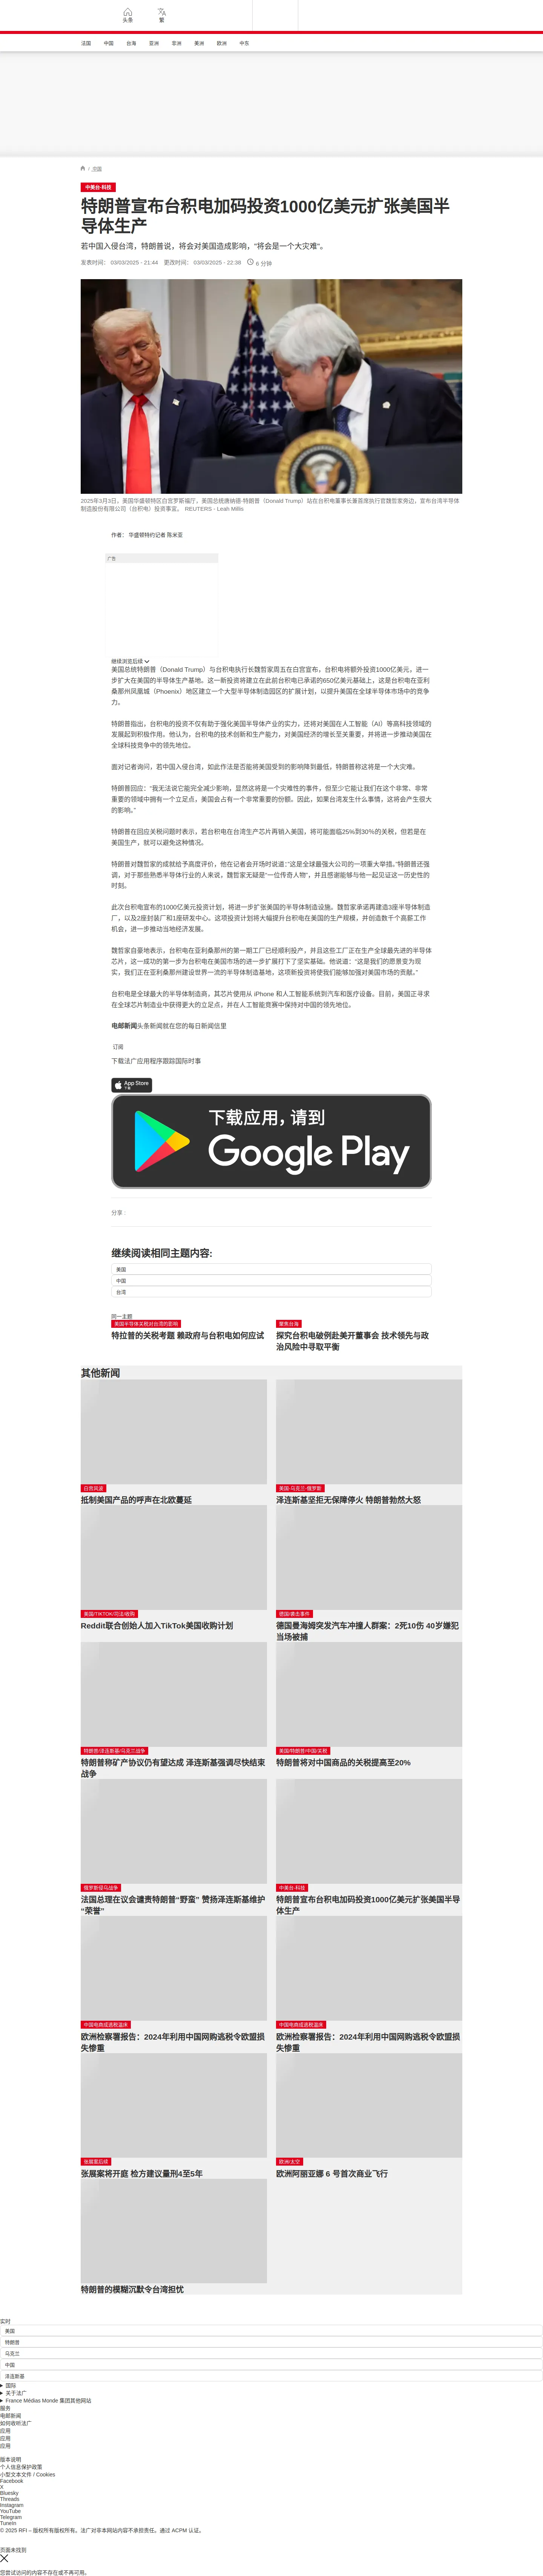 头条
繁
法国
中国
台海
亚洲
非洲
美洲
欧洲
中东
/ 中国
中美台-科技
特朗普宣布台积电加码投资1000亿美元扩张美国半
导体生产
若中国入侵台湾，特朗普说，将会对美国造成影响，"将会是一个大灾难"。
发表时间： 03/03/2025 - 21:44 更改时间： 03/03/2025 - 22:38 6 分钟
2025年3月3日，美国华盛顿特区白宫罗斯福厅，美国总统唐纳德·特朗普（Donald Trump）站在台积电董事长兼首席执行官魏哲家旁边，宣布台湾半导体
制造股份有限公司（台积电）投资事宜。 REUTERS - Leah Millis
作者： 华盛顿特约记者 陈米亚
广告
继续浏览后续
美国总统特朗普（Donald Trump）与台积电执行长魏哲家周五在白宫宣布，台积电将额外投资1000亿美元，进一
步扩大在美国的半导体生产基地。这一新投资将建立在此前台积电已承诺的650亿美元基础上，这是台积电在亚利
桑那州凤凰城（Phoenix）地区建立一个大型半导体制造园区的扩展计划，以提升美国在全球半导体市场中的竞争
力。
特朗普指出，台积电的投资不仅有助于强化美国半导体产业的实力，还将对美国在人工智能（AI）等高科技领域的
发展起到积极作用。他认为，台积电的技术创新和生产能力，对美国经济的增长至关重要，并将进一步推动美国在
全球科技竞争中的领先地位。
面对记者询问，若中国入侵台湾，如此作法是否能将美国受到的影响降到最低，特朗普称这将是一个大灾难。
特朗普回应："我无法说它能完全减少影响，显然这将是一个灾难性的事件，但至少它能让我们在这个非常、非常
重要的领域中拥有一个立足点，美国会占有一个非常重要的份额。因此，如果台湾发生什么事情，这将会产生很大
的影响。"
特朗普在回应关税问题时表示，若台积电在台湾生产芯片再销入美国，将可能面临25%到30%的关税，但若是在
美国生产，就可以避免这种情况。
特朗普对魏哲家的成就给予高度评价，他在记者会开场时说道："这是全球最强大公司的一项重大举措。"特朗普还强
调，对于那些熟悉半导体行业的人来说，魏哲家无疑是"一位传奇人物"，并且感谢能够与他一起见证这一历史性的
时刻。
此次台积电宣布的1000亿美元投资计划，将进一步扩张美国的半导体制造设施。魏哲家承诺再建造3座半导体制造
厂，以及2座封装厂和1座研发中心。这项投资计划将大幅提升台积电在美国的生产规模，并创造数千个高薪工作
机会，进一步推动当地经济发展。
魏哲家自豪地表示，台积电在亚利桑那州的第一期工厂已经顺利投产，并且这些工厂正在生产全球最先进的半导体
芯片，这一成功的第一步为台积电在美国市场的进一步扩展打下了坚实基础。他说道："这是我们的愿景变为现
实，我们正在亚利桑那州建设世界一流的半导体制造基地，这项新投资将使我们能够加强对美国市场的贡献。"
台积电是全球最大的半导体制造商，其芯片使用从 iPhone 和人工智能系统到汽车和医疗设备。目前，美国正寻求
在全球芯片制造业中获得更大的立足点，并在人工智能竞赛中保持对中国的领先地位。
电邮新闻头条新闻就在您的每日新闻信里
订阅
下载法广应用程序跟踪国际时事
App Store
下载
下载应用，请到
Google Play
分享 :
继续阅读相同主题内容:
美国
中国
台湾
同一主题
美国半导体关税对台湾的影响
特拉普的关税考题 赖政府与台积电如何应试
聚焦台海
探究台积电破例赴美开董事会 技术领先与政
治风险中寻取平衡
其他新闻
白宫风波
抵制美国产品的呼声在北欧蔓延
美国-乌克兰-俄罗斯
泽连斯基坚拒无保障停火 特朗普勃然大怒
美国/TIKTOK/司法/收购
Reddit联合创始人加入TikTok美国收购计划
德国/暴击事件
德国曼海姆突发汽车冲撞人群案：2死10伤 40岁嫌犯
当场被捕
特朗普/泽连斯基/乌克兰战争
特朗普称矿产协议仍有望达成 泽连斯基强调尽快结束
战争
美国/特朗普/中国/关税
特朗普将对中国商品的关税提高至20%
俄罗斯侵乌战争
法国总理在议会谴责特朗普“野蛮” 赞扬泽连斯基维护
“荣誉”
中美台-科技
特朗普宣布台积电加码投资1000亿美元扩张美国半导
体生产
中国电商成逃税温床
欧洲检察署报告：2024年利用中国网购逃税令欧盟损
失惨重
中国电商成逃税温床
欧洲检察署报告：2024年利用中国网购逃税令欧盟损
失惨重
张展案后续
张展案将开庭 检方建议量刑4至5年
欧洲/太空
欧洲阿丽亚娜 6 号首次商业飞行
特朗普的模糊沉默令台湾担忧
实时
美国
特朗普
乌克兰
中国
泽连斯基
国际
关于法广
France Médias Monde 集团其他网站
服务
电邮新闻
如何收听法广
应用
应用
应用
版本说明
个人信息保护政策
小型文本文件 / Cookies
Facebook
X
Bluesky
Threads
Instagram
YouTube
Telegram
TuneIn
© 2025 RFI – 版权所有版权所有。法广对非本网站内容不承担责任。通过 ACPM 认证。
页面未找到
您尝试访问的内容不存在或不再可用。